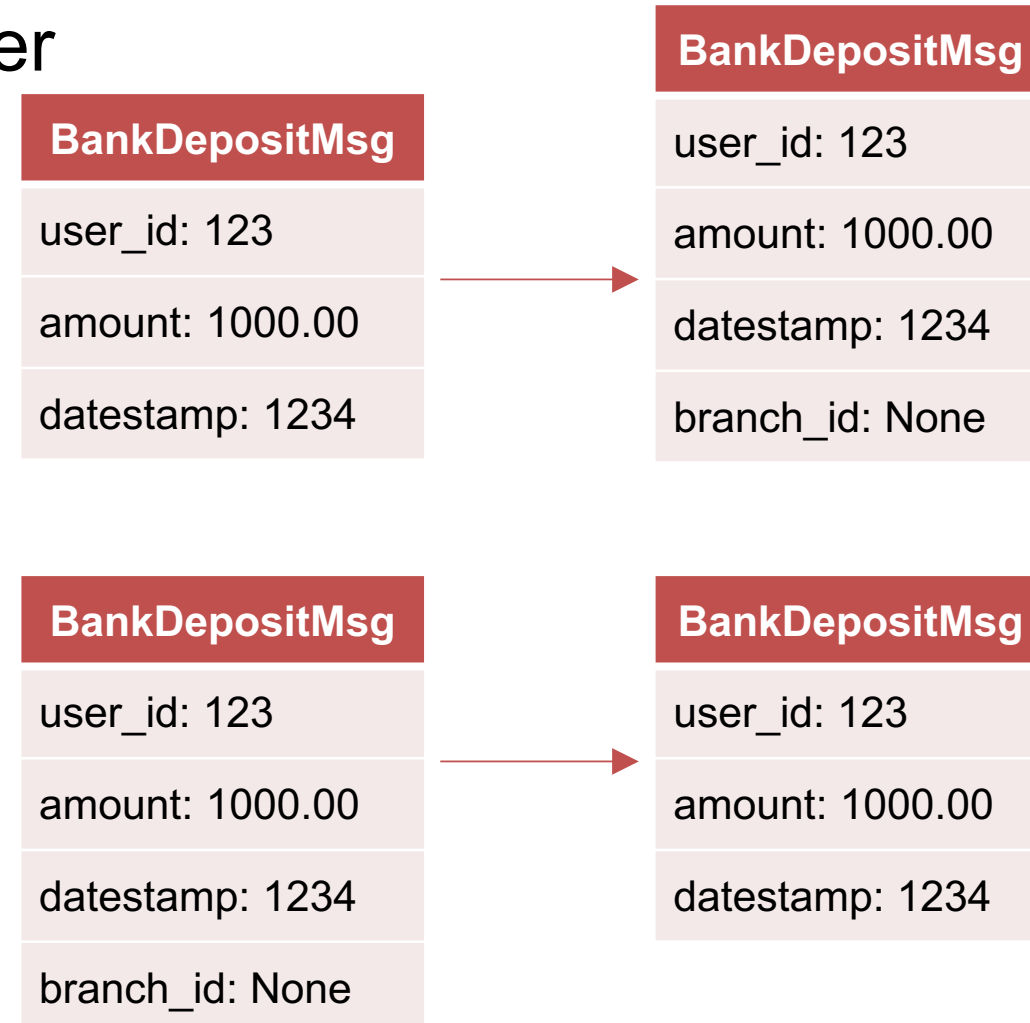 er
BankDepositMsg
user_id: 123
amount: 1000.00
datestamp: 1234
BankDepositMsg
user_id: 123
amount: 1000.00
datestamp: 1234
branch_id: None
BankDepositMsg
user_id: 123
amount: 1000.00
datestamp: 1234
branch_id: None
BankDepositMsg
user_id: 123
amount: 1000.00
datestamp: 1234